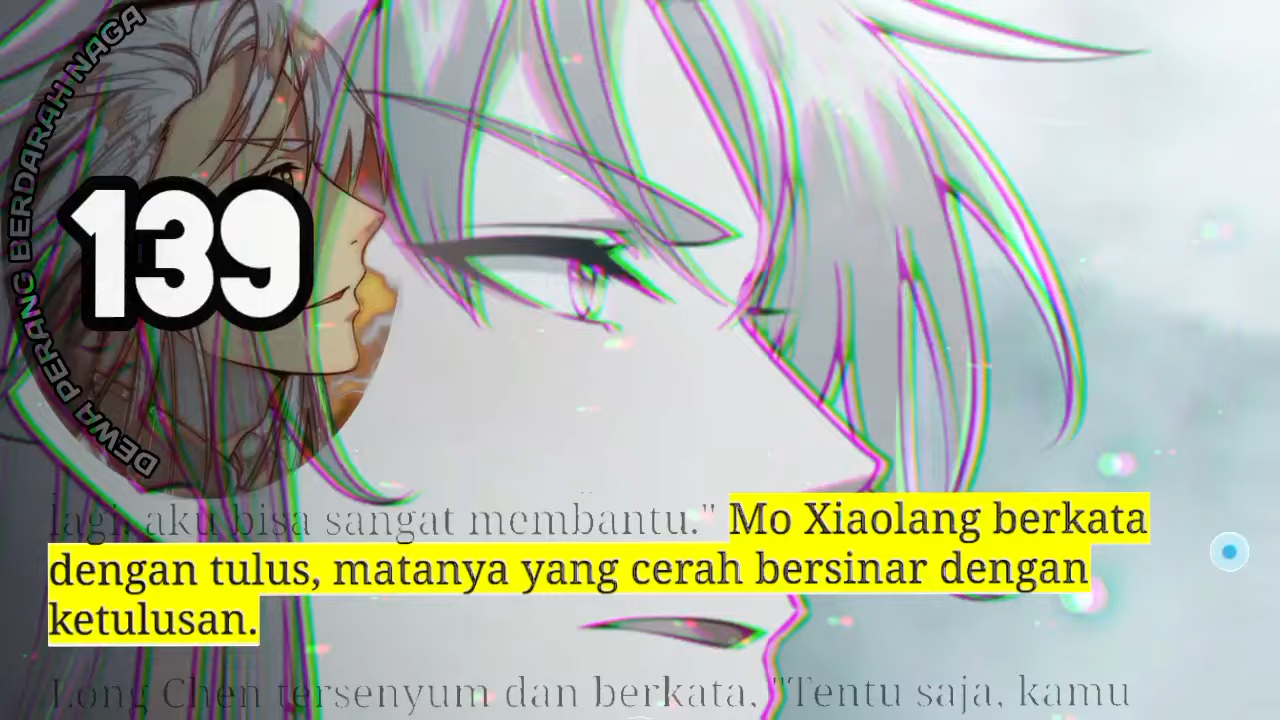 DEWA PERANG BERDARAH NAGA
139
lagi, aku bisa sangat membantu." Mo Xiaolang berkata
dengan tulus, matanya yang cerah bersinar dengan
ketulusan.
Long Chen tersenyum dan berkata, "Tentu saja, kamu